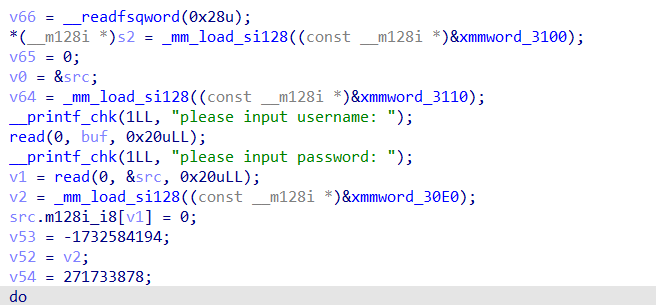 v66 = __readfsqword(0x28u);
*(__m128i *)s2 = _mm_load_si128((const __m128i *)&xmmword_3100);
v65 = 0;
v0 = &src;
v64 = _mm_load_si128((const __m128i *)&xmmword_3110);
__printf_chk(1LL, "please input username: ");
read(0, buf, 0x20uLL);
__printf_chk(1LL, "please input password: ");
v1 = read(0, &src, 0x20uLL);
v2 = _mm_load_si128((const __m128i *)&xmmword_30E0);
src.m128i_i8[v1] = 0;
v53 = -1732584194;
v52 = v2;
v54 = 271733878;
do